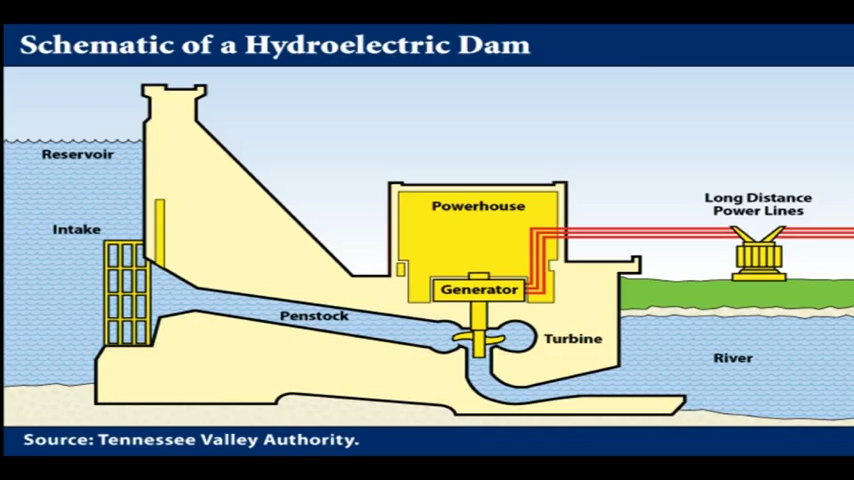 Schematic of a Hydroelectric Dam
Reservoir
Intake
Powerhouse
Long Distance
Power Lines
Generator
Penstock
Turbine
River
Source: Tennessee Valley Authority.